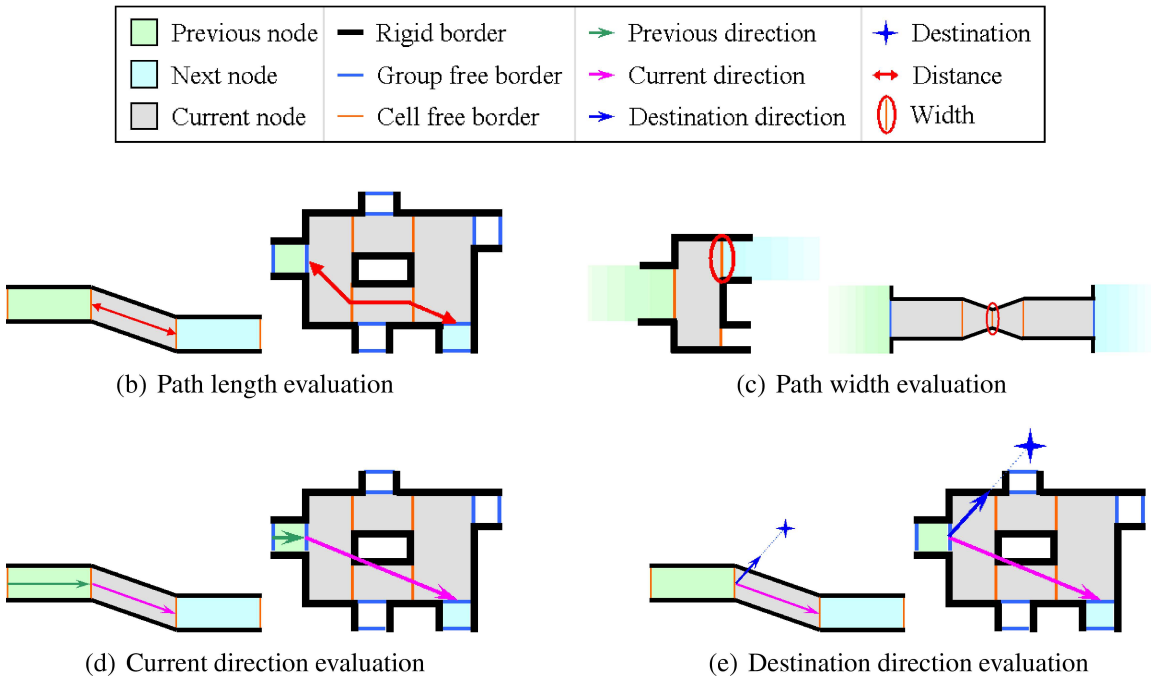 Previous node
Rigid border
Previous direction
Destination
Next node
Group free border
Current direction
Distance
Current node
Cell free border
Destination direction
Width
(b) Path length evaluation
(c) Path width evaluation
(d) Current direction evaluation
(e) Destination direction evaluation